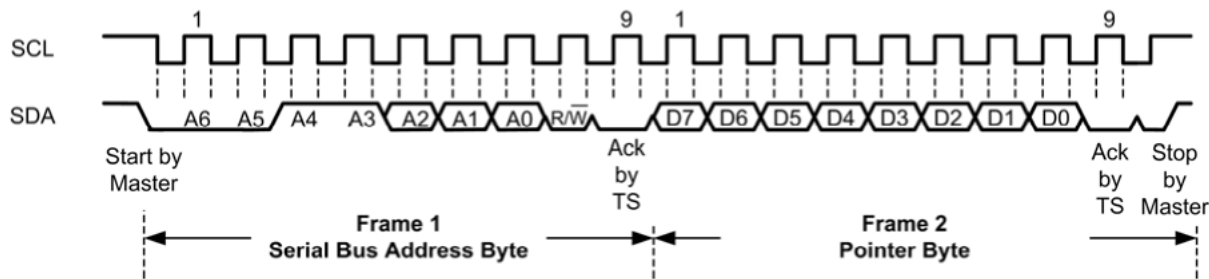 1 9 1 9
SCL
SDA A6 A5 A4 A3 A2 A1 A0 R/W̅ D7 D6 D5 D4 D3 D2 D1 D0
Start by
Master
Ack
by
TS
Ack
by
TS
Stop
by
Master
Frame 1
Serial Bus Address Byte
Frame 2
Pointer Byte